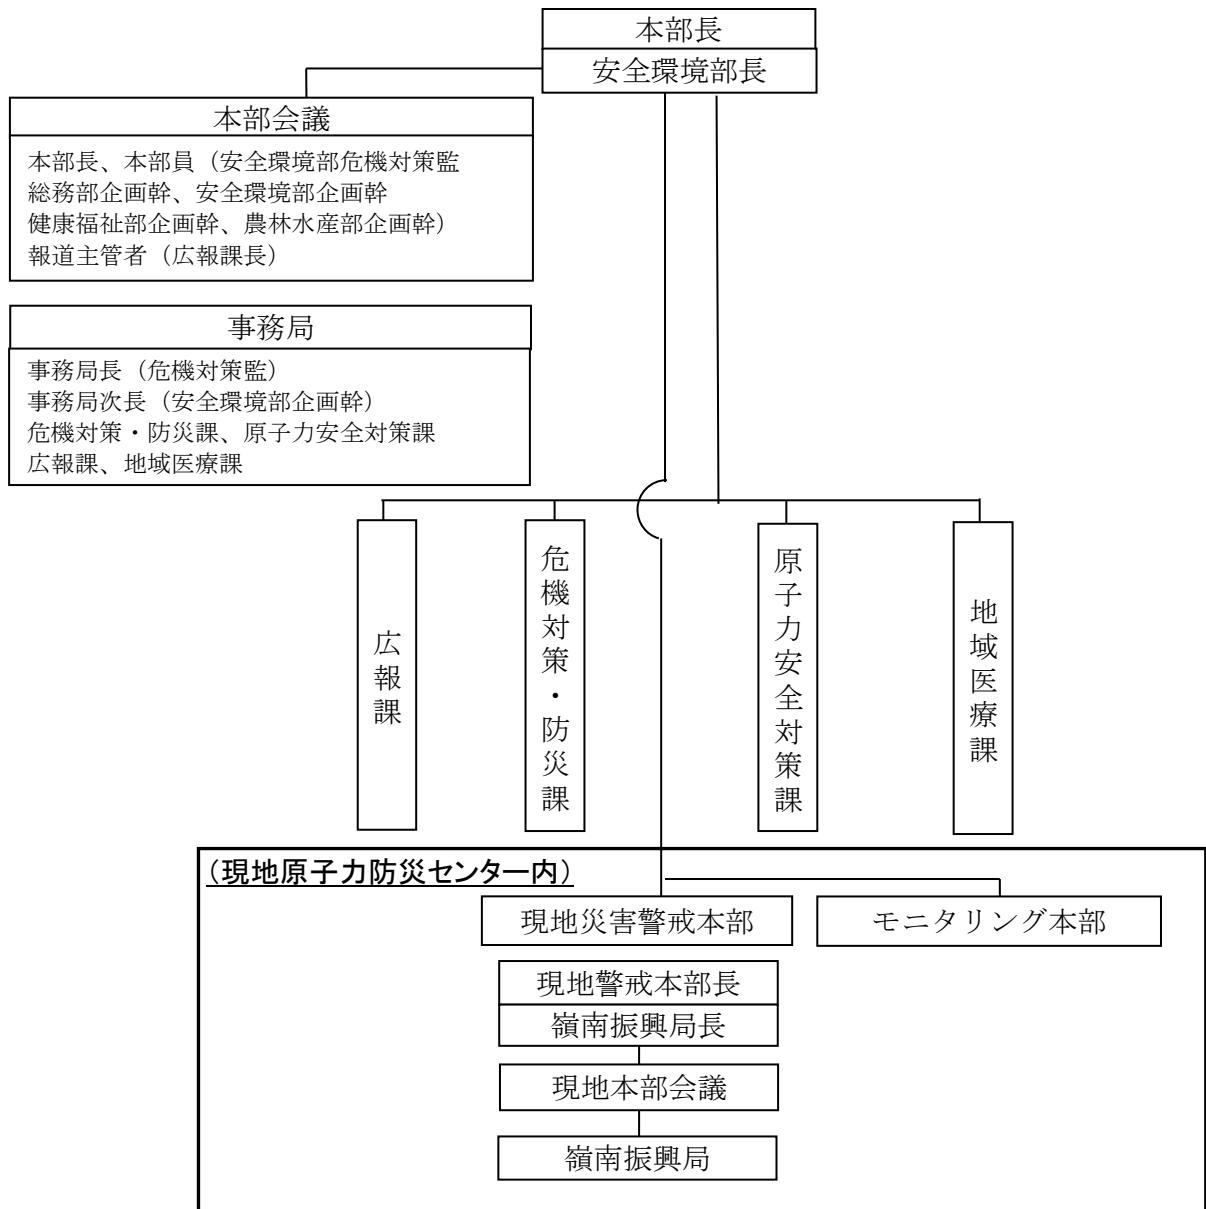 本部長
安全環境部長
本部会議
本部長、本部員（安全環境部危機対策監
総務部企画幹、安全環境部企画幹
健康福祉部企画幹、農林水産部企画幹）
報道主管者（広報課長）
事務局
事務局長（危機対策監）
事務局次長（安全環境部企画幹）
危機対策・防災課、原子力安全対策課
広報課、地域医療課
広報課
危機対策・防災課
原子力安全対策課
地域医療課
（現地原子力防災センター内）
現地災害警戒本部
モニタリング本部
現地警戒本部長
嶺南振興局長
現地本部会議
嶺南振興局